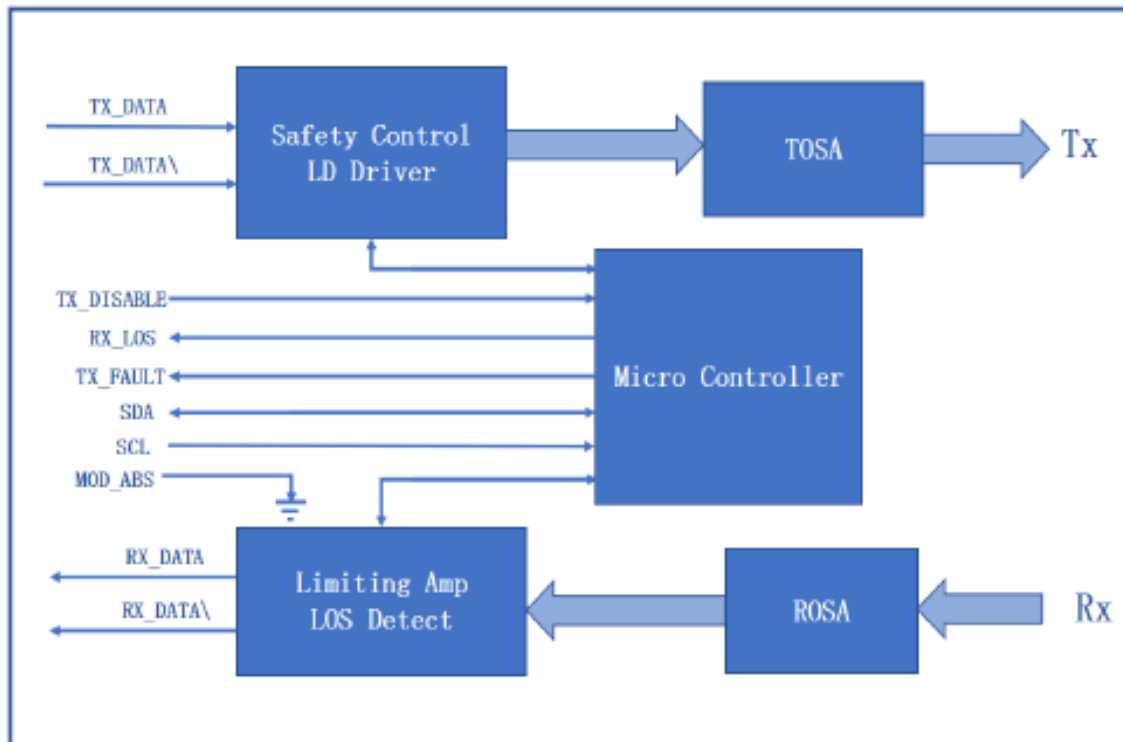 TX_DATA
TX_DATA\
Safety Control
LD Driver
TOSA
Tx
TX_DISABLE
RX_LOS
TX_FAULT
SDA
SCL
MOD_ABS
Micro Controller
RX_DATA
RX_DATA\
Limiting Amp
LOS Detect
ROSA
Rx